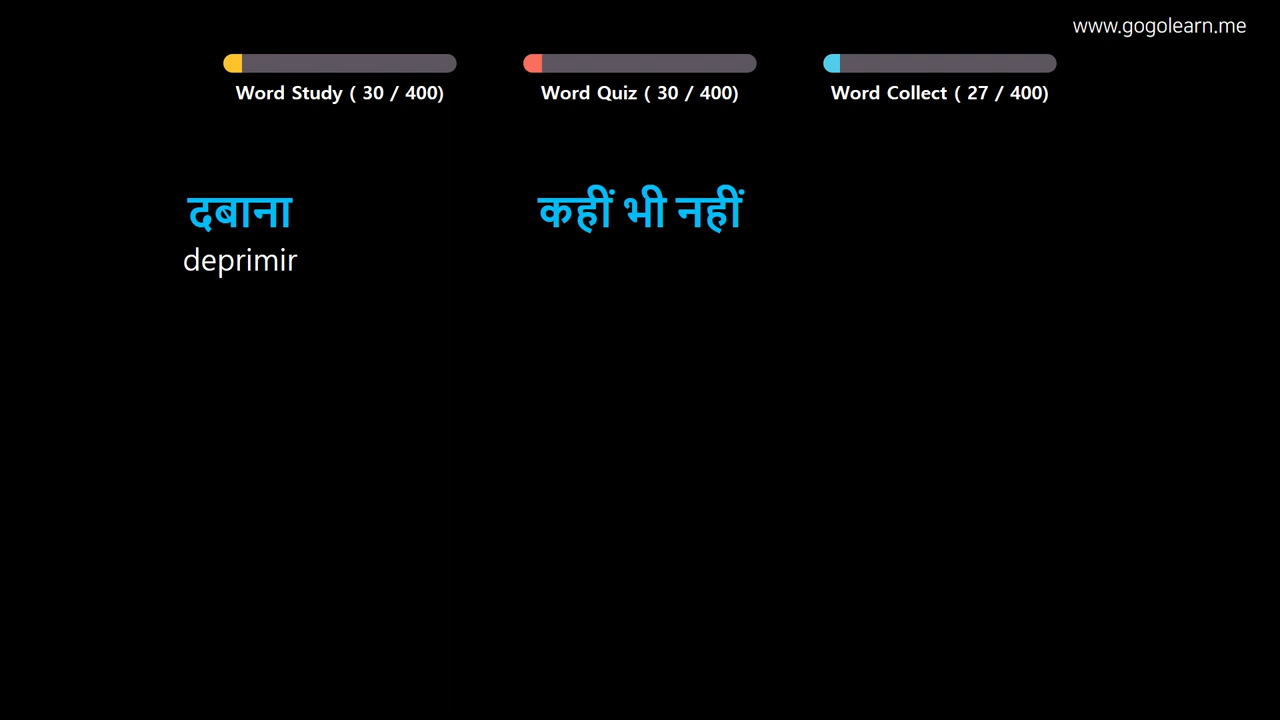 www.gogolearn.me
Word Study ( 30 / 400)
Word Quiz ( 30 / 400)
Word Collect ( 27 / 400)
दबाना
deprimir
कहीं भी नहीं